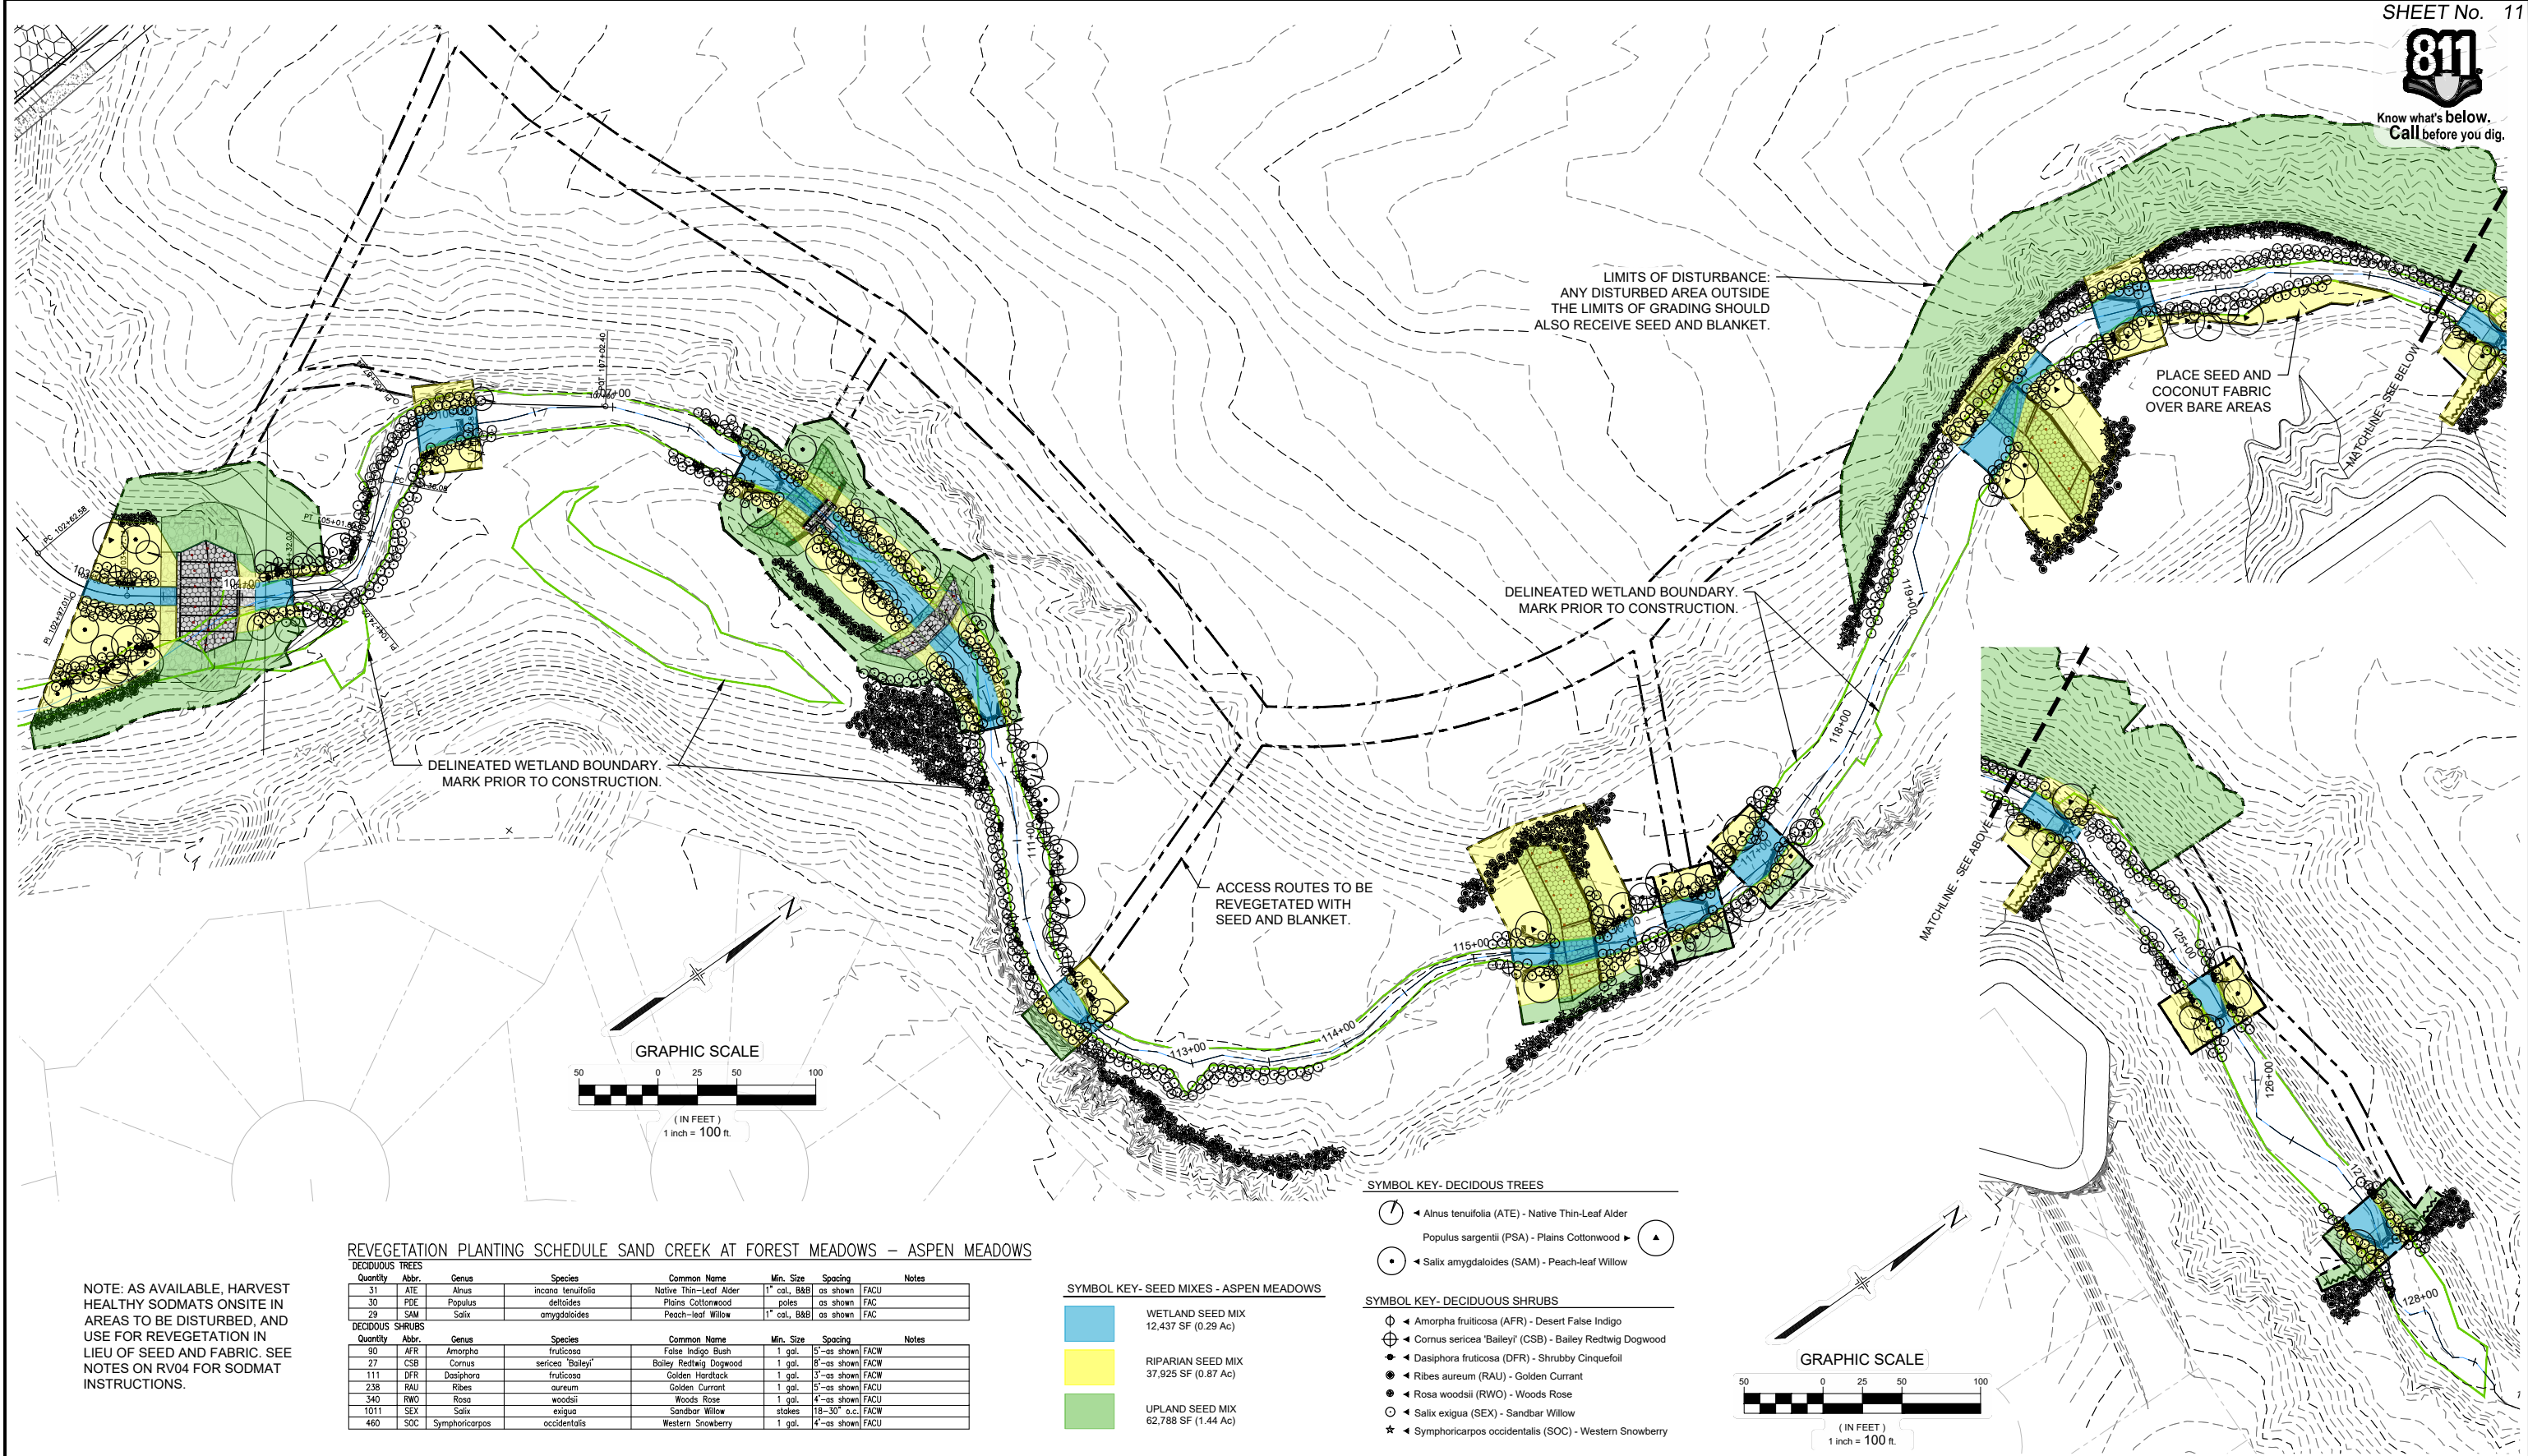 SHEET No. 11
811
Know what's below.
Call before you dig.
LIMITS OF DISTURBANCE:
ANY DISTURBED AREA OUTSIDE
THE LIMITS OF GRADING SHOULD
ALSO RECEIVE SEED AND BLANKET.
122+00
PLACE SEED AND
COCONUT FABRIC
OVER BARE AREAS
MATCHLINE - SEE BELOW
POT 107+02.40
107+00
PC 102+62.58
PI 102+97.01
104+00
DELINEATED WETLAND BOUNDARY.
MARK PRIOR TO CONSTRUCTION.
119+00
118+00
DELINEATED WETLAND BOUNDARY.
MARK PRIOR TO CONSTRUCTION.
111+00
ACCESS ROUTES TO BE
REVEGETATED WITH
SEED AND BLANKET.
115+00
114+00
113+00
MATCHLINE - SEE ABOVE
125+00
126+00
128+00
N
GRAPHIC SCALE
50 0 25 50 100
( IN FEET )
1 inch = 100 ft.
NOTE: AS AVAILABLE, HARVEST
HEALTHY SODMATS ONSITE IN
AREAS TO BE DISTURBED, AND
USE FOR REVEGETATION IN
LIEU OF SEED AND FABRIC. SEE
NOTES ON RV04 FOR SODMAT
INSTRUCTIONS.
REVEGETATION PLANTING SCHEDULE SAND CREEK AT FOREST MEADOWS – ASPEN MEADOWS
DECIDUOUS TREES
Quantity Abbr. Genus Species Common Name Min. Size Spacing Notes
31 ATE Alnus incana tenuifolia Native Thin-Leaf Alder 1" cal., B&B as shown FACU
30 PDE Populus deltoides Plains Cottonwood poles as shown FAC
29 SAM Salix amygdaloides Peach-leaf Willow 1" cal., B&B as shown FAC
DECIDOUS SHRUBS
Quantity Abbr. Genus Species Common Name Min. Size Spacing Notes
90 AFR Amorpha fruticosa False Indigo Bush 1 gal. 5'-as shown FACW
27 CSB Cornus sericea 'Baileyi' Bailey Redtwig Dogwood 1 gal. 8'-as shown FACW
111 DFR Dasiphora fruticosa Golden Hardtack 1 gal. 3'-as shown FACW
238 RAU Ribes aureum Golden Currant 1 gal. 5'-as shown FACU
340 RWO Rosa woodsii Woods Rose 1 gal. 4'-as shown FACU
1011 SEX Salix exigua Sandbar Willow stakes 18-30" o.c. FACW
460 SOC Symphoricarpos occidentalis Western Snowberry 1 gal. 4'-as shown FACU
SYMBOL KEY- SEED MIXES - ASPEN MEADOWS
WETLAND SEED MIX
12,437 SF (0.29 Ac)
RIPARIAN SEED MIX
37,925 SF (0.87 Ac)
UPLAND SEED MIX
62,788 SF (1.44 Ac)
SYMBOL KEY- DECIDOUS TREES
Alnus tenuifolia (ATE) - Native Thin-Leaf Alder
Populus sargentii (PSA) - Plains Cottonwood
Salix amygdaloides (SAM) - Peach-leaf Willow
SYMBOL KEY- DECIDUOUS SHRUBS
Amorpha fruiticosa (AFR) - Desert False Indigo
Cornus sericea 'Baileyi' (CSB) - Bailey Redtwig Dogwood
Dasiphora fruticosa (DFR) - Shrubby Cinquefoil
Ribes aureum (RAU) - Golden Currant
Rosa woodsii (RWO) - Woods Rose
Salix exigua (SEX) - Sandbar Willow
Symphoricarpos occidentalis (SOC) - Western Snowberry
N
GRAPHIC SCALE
50 0 25 50 100
( IN FEET )
1 inch = 100 ft.